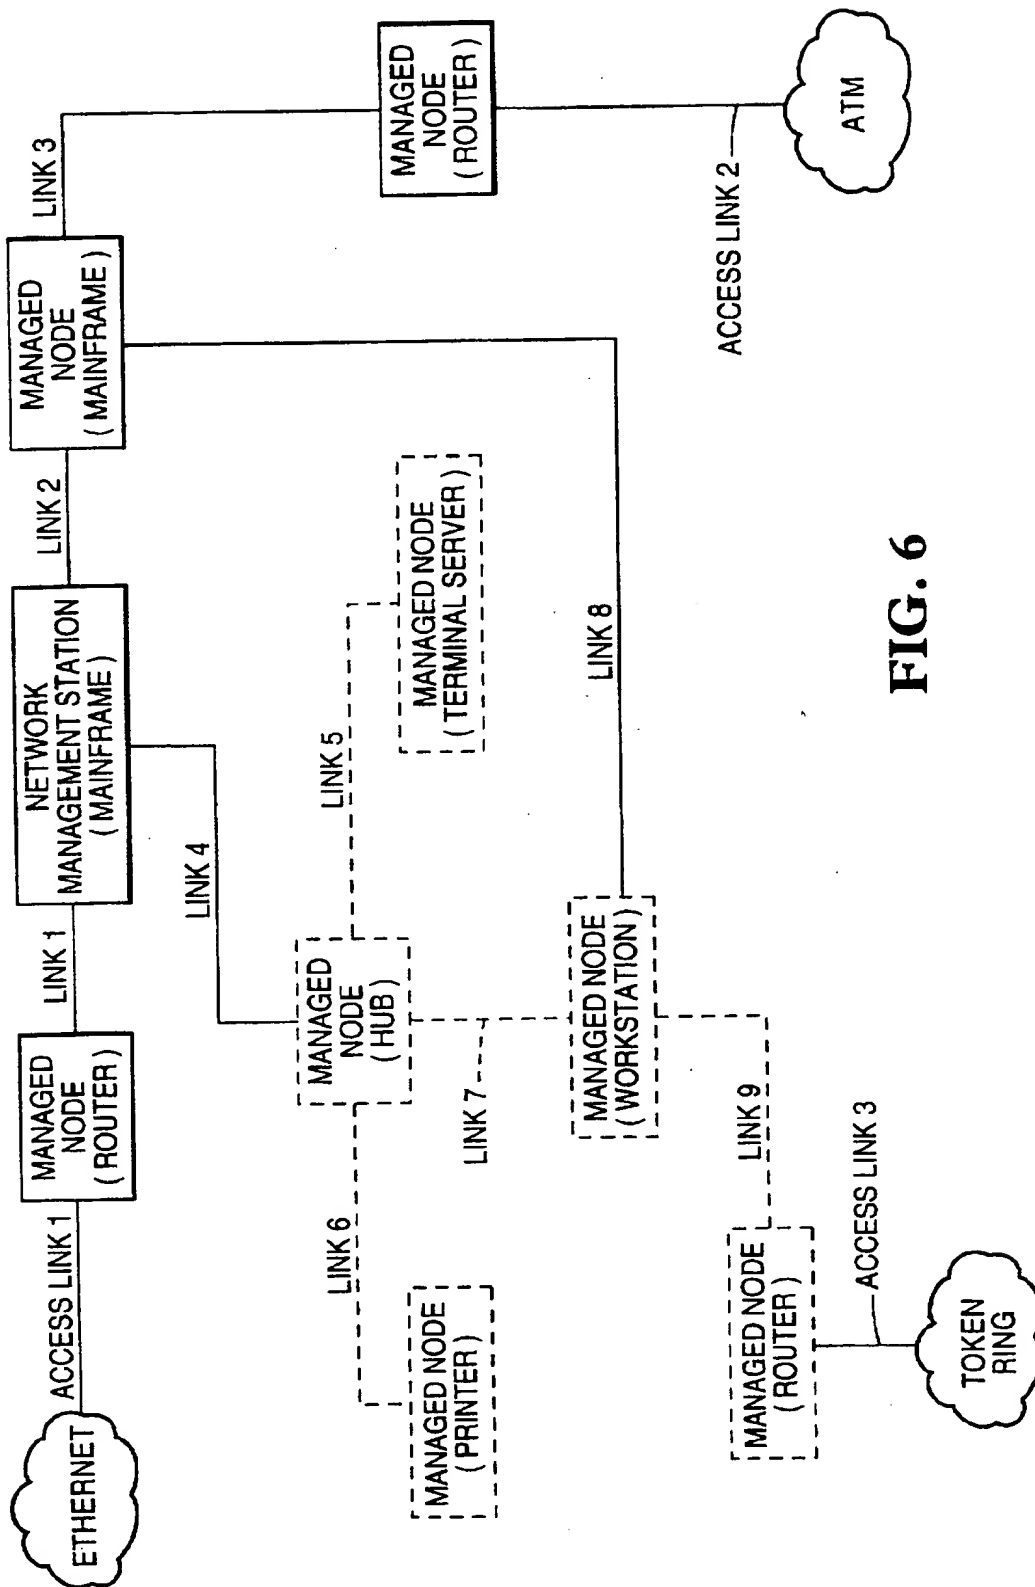 ETHERNET
ACCESS LINK 1
MANAGED
NODE
( ROUTER )
LINK 1
NETWORK
MANAGEMENT STATION
( MAINFRAME )
LINK 2
MANAGED
NODE
( MAINFRAME )
LINK 3
LINK 4
MANAGED
NODE
( HUB )
LINK 5
MANAGED NODE
( TERMINAL SERVER )
MANAGED
NODE
( ROUTER )
LINK 6
MANAGED NODE
( PRINTER )
LINK 7
MANAGED NODE
( WORKSTATION )
LINK 8
ACCESS LINK 2
ATM
LINK 9
MANAGED NODE
( ROUTER )
ACCESS LINK 3
TOKEN
RING
FIG. 6